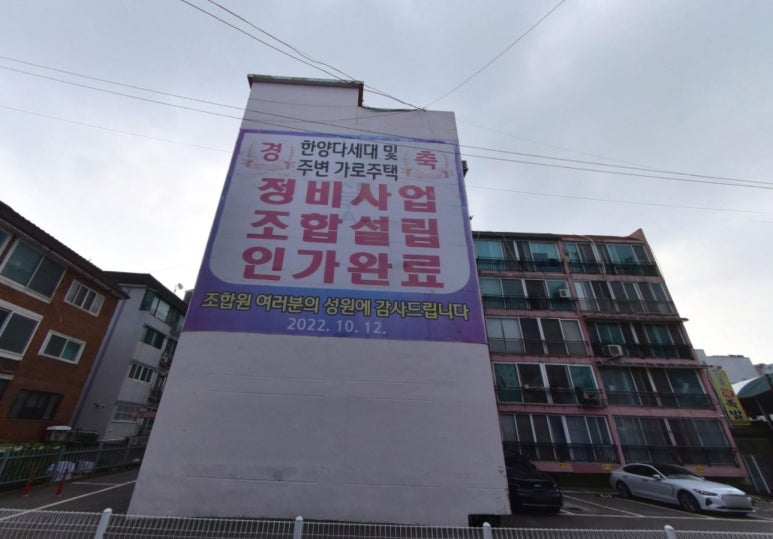 경 축
한양다세대 및
주변 가로주택
정비사업
조합설립
인가완료
조합원 여러분의 성원에 감사드립니다
2022. 10. 12.
족발